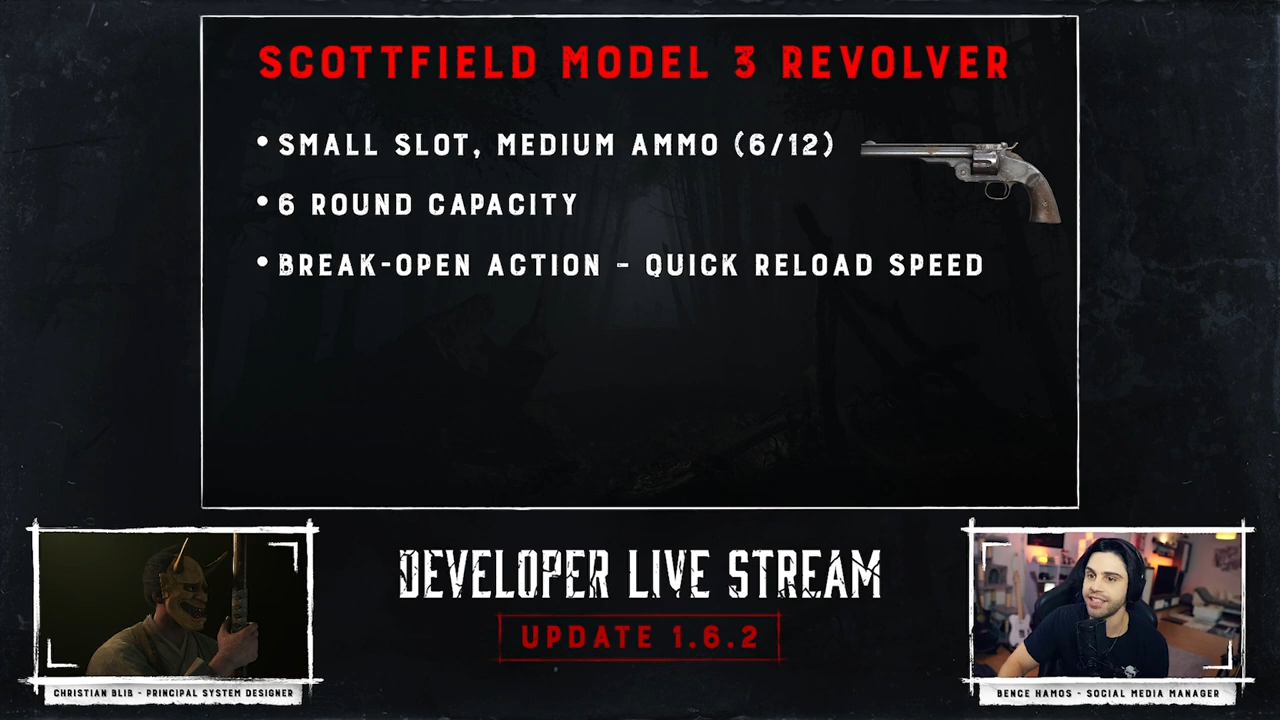 SCOTTFIELD MODEL 3 REVOLVER
• SMALL SLOT, MEDIUM AMMO (6/12)
• 6 ROUND CAPACITY
• BREAK-OPEN ACTION - QUICK RELOAD SPEED
DEVELOPER LIVE STREAM
UPDATE 1.6.2
CHRISTIAN BLIB - PRINCIPAL SYSTEM DESIGNER
BENCE HAMOS - SOCIAL MEDIA MANAGER